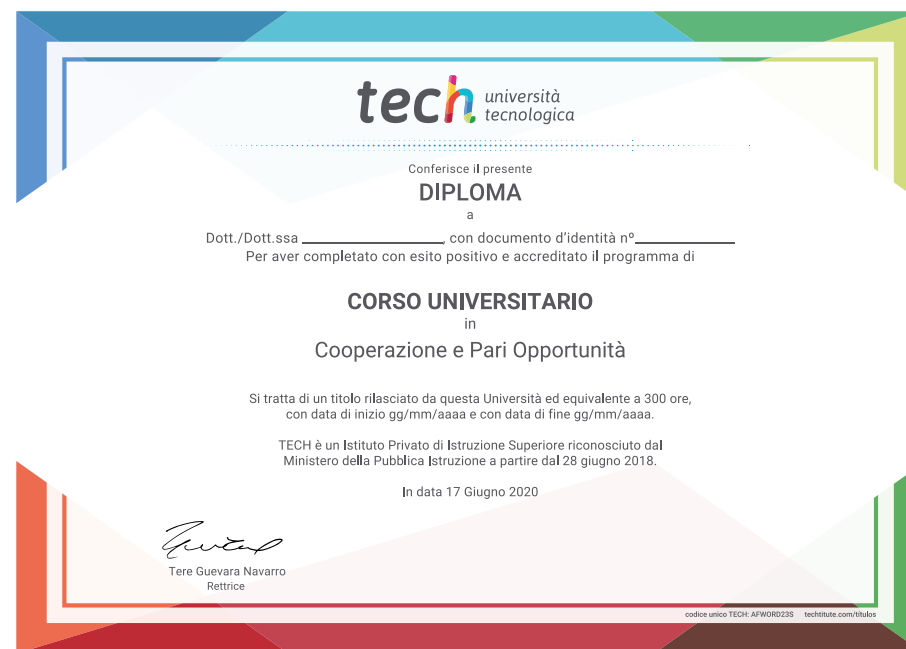 tech università
tecnologica
Conferisce il presente
DIPLOMA
a
Dott./Dott.ssa ________________, con documento d'identità nº____________
Per aver completato con esito positivo e accreditato il programma di
CORSO UNIVERSITARIO
in
Cooperazione e Pari Opportunità
Si tratta di un titolo rilasciato da questa Università ed equivalente a 300 ore,
con data di inizio gg/mm/aaaa e con data di fine gg/mm/aaaa.
TECH è un Istituto Privato di Istruzione Superiore riconosciuto dal
Ministero della Pubblica Istruzione a partire dal 28 giugno 2018.
In data 17 Giugno 2020
Tere Guevara Navarro
Rettrice
codice unico TECH: AFWORD23S techtitute.com/titulos